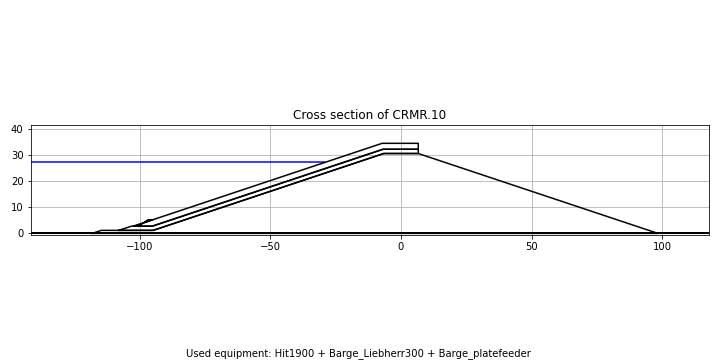 Cross section of CRMR.10
40
30
20
10
0
−100 −50 0 50 100
Used equipment: Hit1900 + Barge_Liebherr300 + Barge_platefeeder